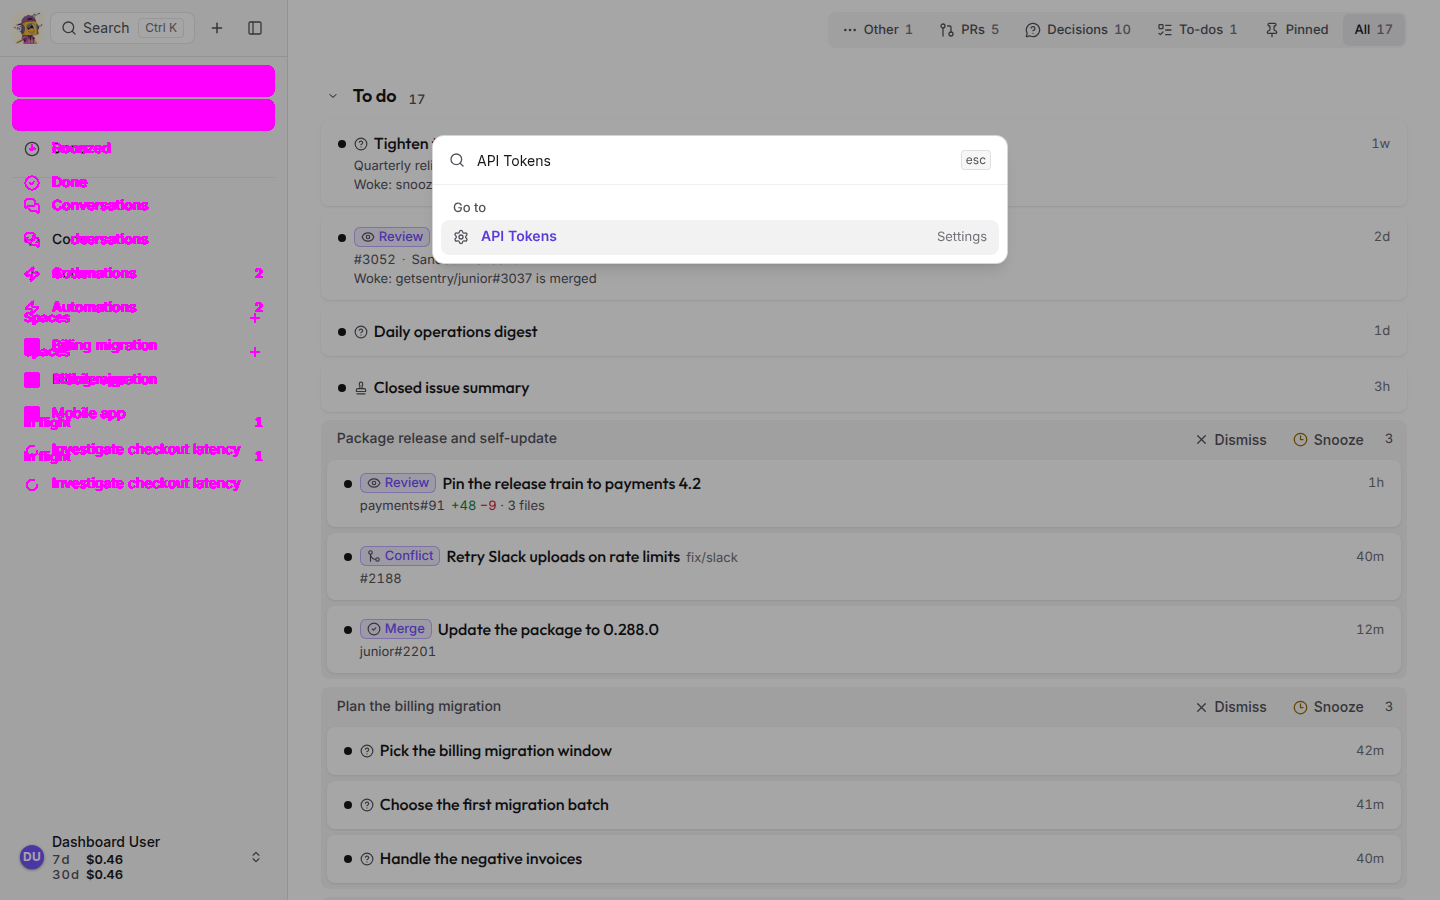 Search Ctrl K
Other 1 PRs 5 Decisions 10 To-dos 1 Pinned All 17
Done
Conversations
Automations 2
Spaces
Billing migration
Mobile app
In flight 1
Investigate checkout latency
Investigate checkout latency
Dashboard User
DU
7d $0.46
30d $0.46
To do 17
Tighten 1w
Quarterly reli
Woke: snooz
API Tokens esc
Go to
API Tokens Settings
Review 2d
#3052 · San
Woke: getsentry/junior#3037 is merged
Daily operations digest 1d
Closed issue summary 3h
Package release and self-update Dismiss Snooze 3
Review Pin the release train to payments 4.2 1h
payments#91 +48 −9 · 3 files
Conflict Retry Slack uploads on rate limits fix/slack 40m
#2188
Merge Update the package to 0.288.0 12m
junior#2201
Plan the billing migration Dismiss Snooze 3
Pick the billing migration window 42m
Choose the first migration batch 41m
Handle the negative invoices 40m